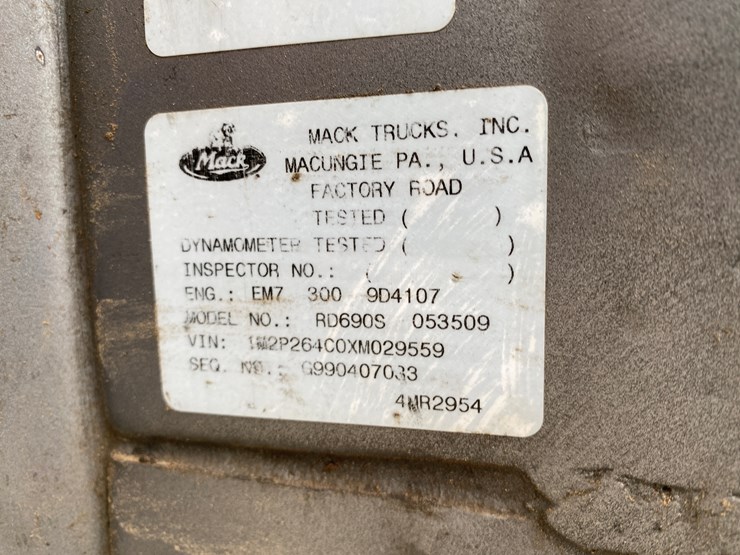 Mack
MACK TRUCKS. INC.
MACUNGIE PA., U.S.A
FACTORY ROAD
TESTED ( )
DYNAMOMETER TESTED ( )
INSPECTOR NO.: ( )
ENG.: EM7 300 9D4107
MODEL NO.: RD690S 053509
VIN: 1M2P264C0XM029559
SEQ. NO.: G990407033
4MR2954